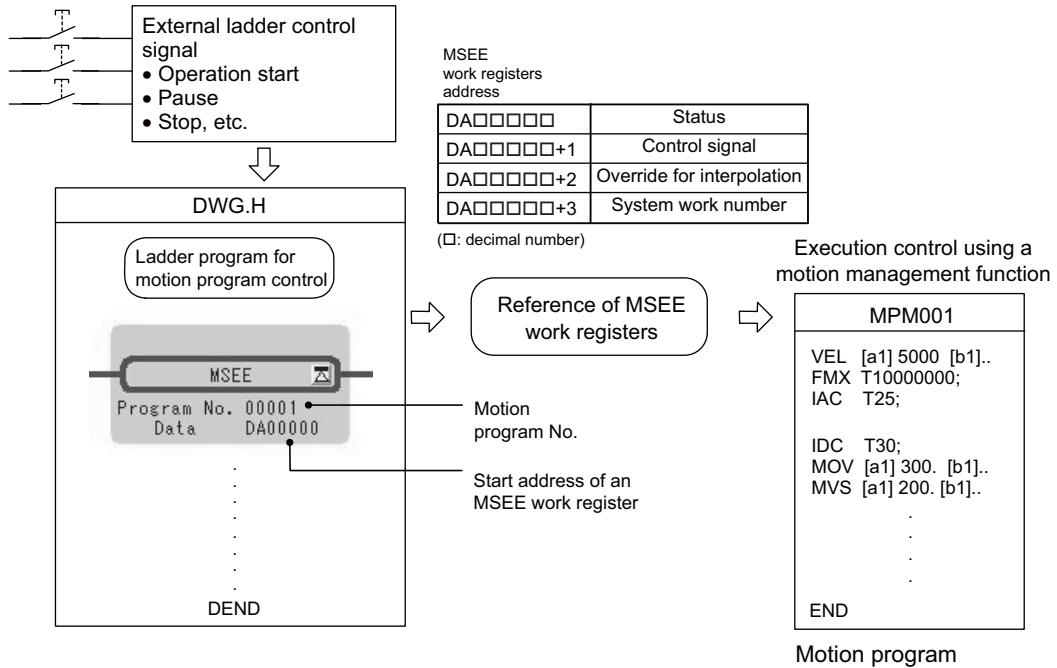 External ladder control
signal
• Operation start
• Pause
• Stop, etc.
MSEE
work registers
address
DA□□□□□ Status
DA□□□□□+1 Control signal
DA□□□□□+2 Override for interpolation
DA□□□□□+3 System work number
(□: decimal number)
DWG.H
Ladder program for
motion program control
MSEE
Program No. 00001
Data DA00000
.
.
.
.
.
.
.
DEND
Motion
program No.
Start address of an
MSEE work register
Reference of MSEE
work registers
Execution control using a
motion management function
MPM001
VEL [a1] 5000 [b1]..
FMX T10000000;
IAC T25;
IDC T30;
MOV [a1] 300. [b1]..
MVS [a1] 200. [b1]..
.
.
.
.
END
Motion program